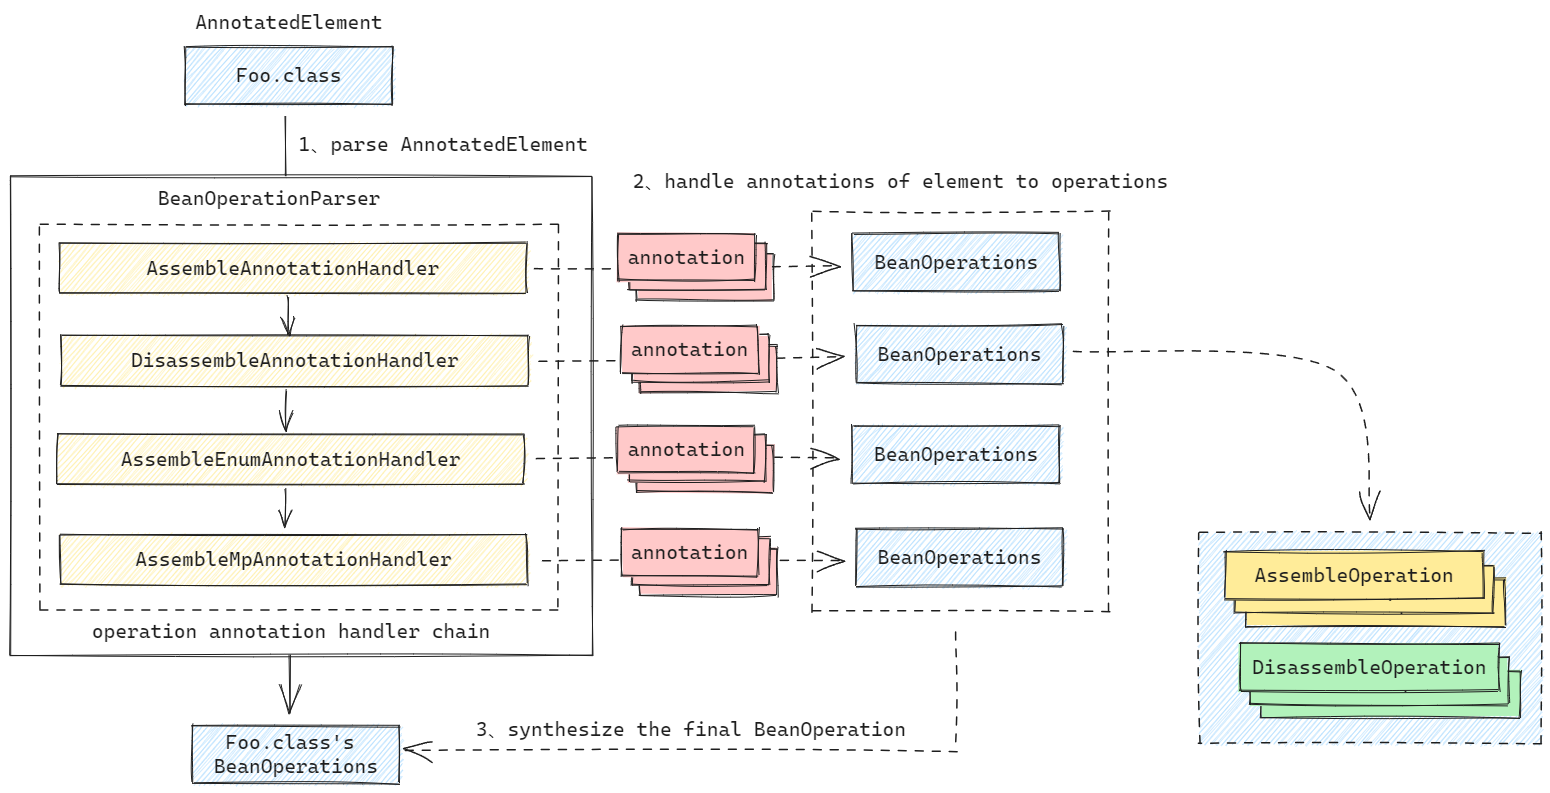 AnnotatedElement
Foo.class
1、parse AnnotatedElement
2、handle annotations of element to operations
BeanOperationParser
AssembleAnnotationHandler
annotation
BeanOperations
DisassembleAnnotationHandler
annotation
BeanOperations
AssembleEnumAnnotationHandler
annotation
BeanOperations
AssembleMpAnnotationHandler
annotation
BeanOperations
operation annotation handler chain
AssembleOperation
DisassembleOperation
3、synthesize the final BeanOperation
Foo.class's
BeanOperations